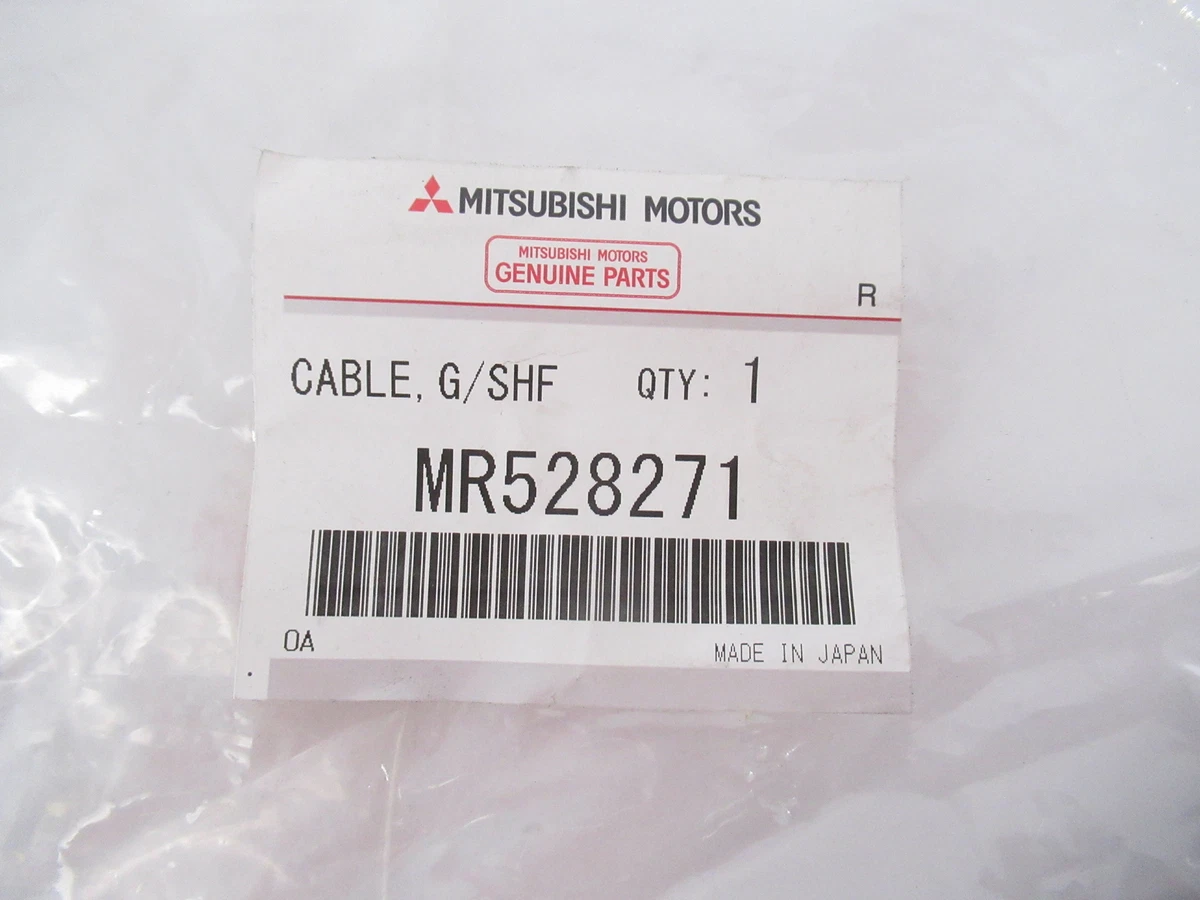 MITSUBISHI MOTORS
MITSUBISHI MOTORS
GENUINE PARTS
R
CABLE, G/SHF QTY: 1
MR528271
OA
MADE IN JAPAN